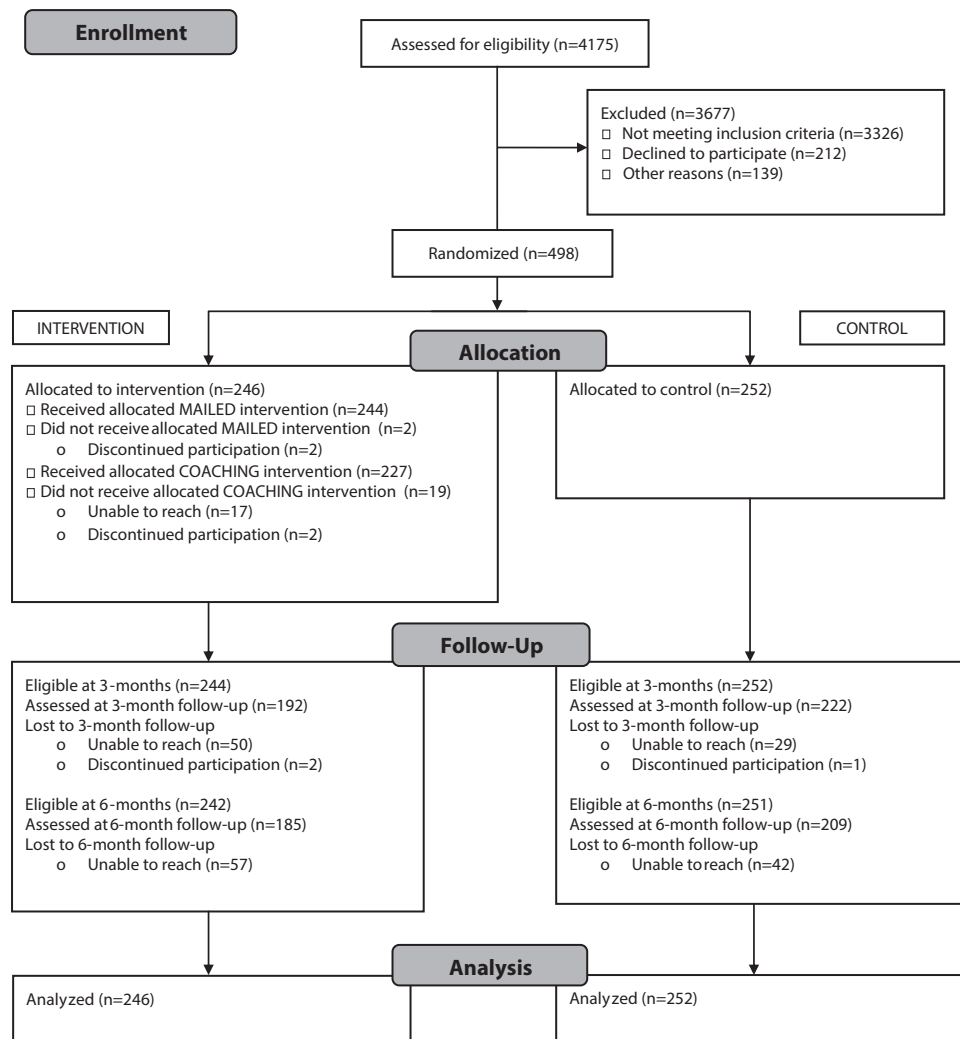 Enrollment
Assessed for eligibility (n=4175)
Excluded (n=3677)
□ Not meeting inclusion criteria (n=3326)
□ Declined to participate (n=212)
□ Other reasons (n=139)
Randomized (n=498)
INTERVENTION
CONTROL
Allocation
Allocated to intervention (n=246)
□ Received allocated MAILED intervention (n=244)
□ Did not receive allocated MAILED intervention (n=2)
o Discontinued participation (n=2)
□ Received allocated COACHING intervention (n=227)
□ Did not receive allocated COACHING intervention (n=19)
o Unable to reach (n=17)
o Discontinued participation (n=2)
Allocated to control (n=252)
Follow-Up
Eligible at 3-months (n=244)
Assessed at 3-month follow-up (n=192)
Lost to 3-month follow-up
o Unable to reach (n=50)
o Discontinued participation (n=2)
Eligible at 6-months (n=242)
Assessed at 6-month follow-up (n=185)
Lost to 6-month follow-up
o Unable to reach (n=57)
Eligible at 3-months (n=252)
Assessed at 3-month follow-up (n=222)
Lost to 3-month follow-up
o Unable to reach (n=29)
o Discontinued participation (n=1)
Eligible at 6-months (n=251)
Assessed at 6-month follow-up (n=209)
Lost to 6-month follow-up
o Unable to reach (n=42)
Analysis
Analyzed (n=246)
Analyzed (n=252)